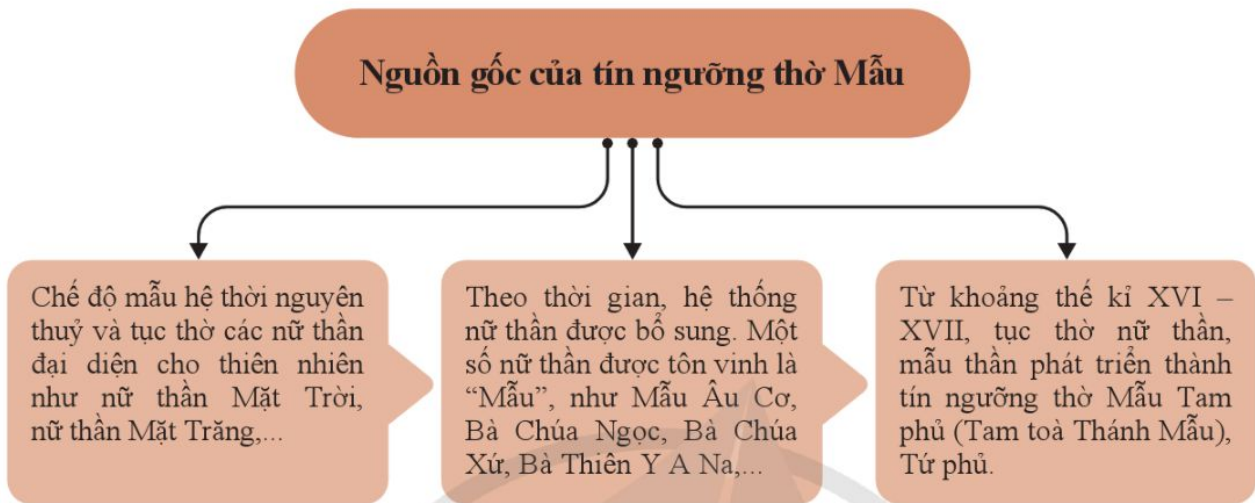 Nguồn gốc của tín ngưỡng thờ Mẫu
Chế độ mẫu hệ thời nguyên
thuỷ và tục thờ các nữ thần
đại diện cho thiên nhiên
như nữ thần Mặt Trời,
nữ thần Mặt Trăng,...
Theo thời gian, hệ thống
nữ thần được bổ sung. Một
số nữ thần được tôn vinh là
“Mẫu”, như Mẫu Âu Cơ,
Bà Chúa Ngọc, Bà Chúa
Xứ, Bà Thiên Y A Na,...
Từ khoảng thế kỉ XVI –
XVII, tục thờ nữ thần,
mẫu thần phát triển thành
tín ngưỡng thờ Mẫu Tam
phủ (Tam toà Thánh Mẫu),
Tứ phủ.